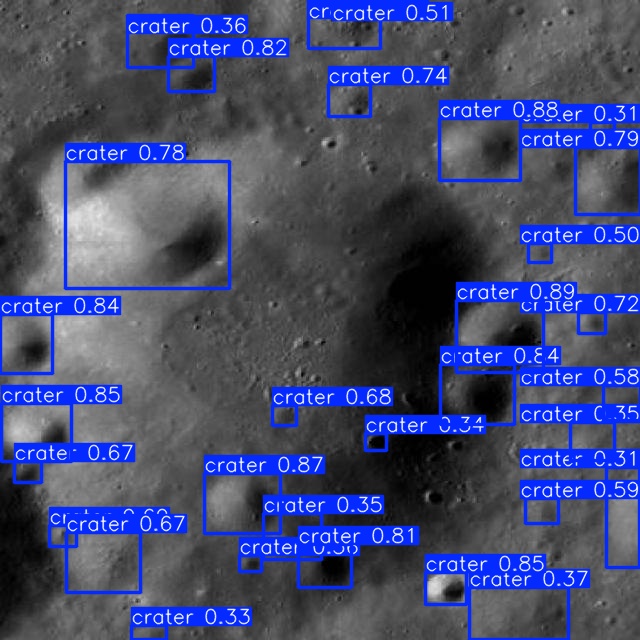 crater 0.51
crater 0.36
crater 0.82
crater 0.74
crater 0.88
0.31
crater 0.79
crater 0.78
crater 0.50
crater 0.89
crater 0.72
crater 0.84
crater 0.84
crater 0.58
crater 0.85
crater 0.68
crater 0.35
crater 0.34
crater 0.67
crater 0.31
crater 0.87
crater 0.59
crater 0.35
crater 0.67
crater 0.81
crater 0.85
crater 0.37
crater 0.33